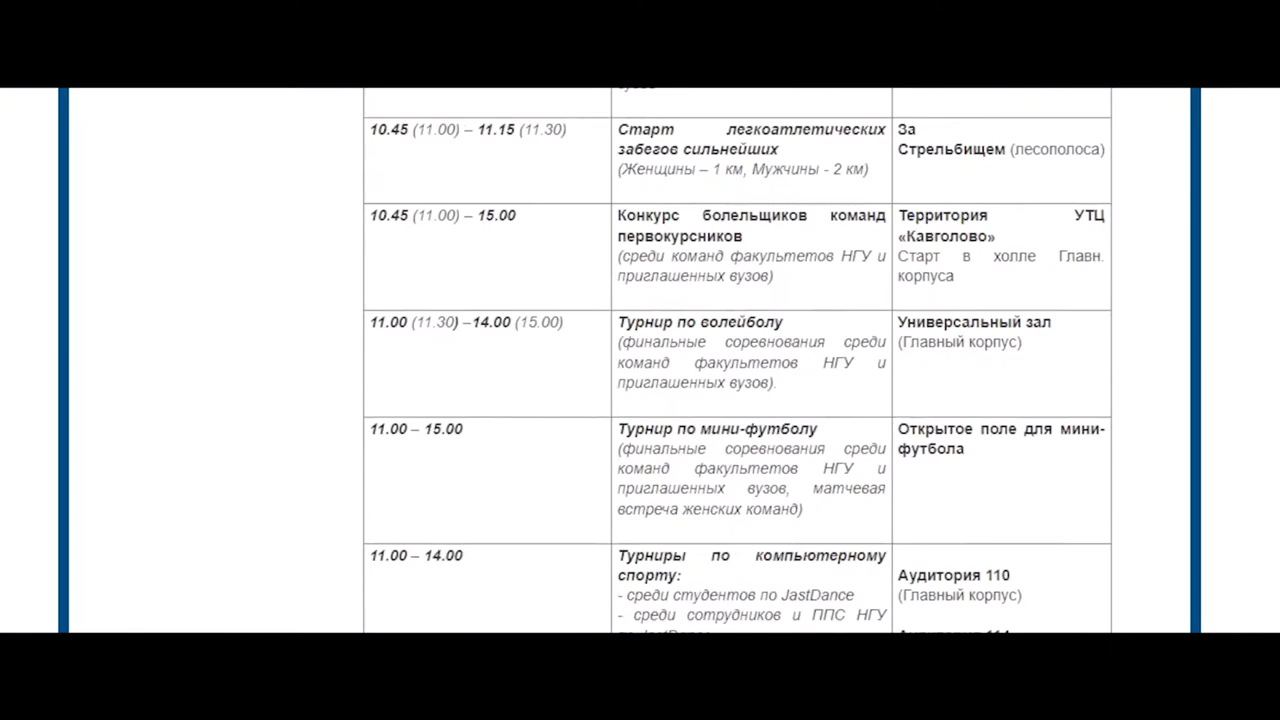 10.45 (11.00) – 11.15 (11.30)
Старт легкоатлетических
забегов сильнейших
(Женщины – 1 км, Мужчины - 2 км)
За
Стрельбищем (лесополоса)
10.45 (11.00) – 15.00
Конкурс болельщиков команд
первокурсников
(среди команд факультетов НГУ и
приглашенных вузов)
Территория УТЦ
«Кавголово»
Старт в холле Главн.
корпуса
11.00 (11.30) –14.00 (15.00)
Турнир по волейболу
(финальные соревнования среди
команд факультетов НГУ и
приглашенных вузов).
Универсальный зал
(Главный корпус)
11.00 – 15.00
Турнир по мини-футболу
(финальные соревнования среди
команд факультетов НГУ и
приглашенных вузов, матчевая
встреча женских команд)
Открытое поле для мини-
футбола
11.00 – 14.00
Турниры по компьютерному
спорту:
- среди студентов по JastDance
- среди сотрудников и ППС НГУ
Аудитория 110
(Главный корпус)